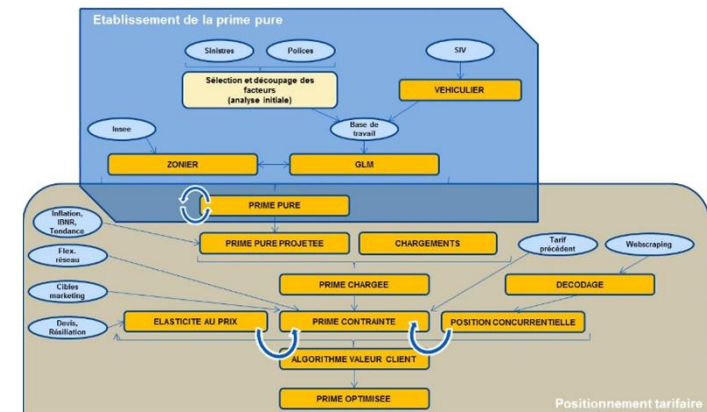 Etablissement de la prime pure
Sinistres
Polices
SIV
Sélection et découpage des
facteurs
(analyse initiale)
VEHICULIER
Insee
Base de
travail
ZONIER
GLM
PRIME PURE
Inflation,
IBNR,
Tendance
PRIME PURE PROJETEE
CHARGEMENTS
Tarif
précédent
Webscraping
Flex.
réseau
PRIME CHARGEE
DECODAGE
Cibles
marketing
Devis,
Résiliation
ELASTICITE AU PRIX
PRIME CONTRAINTE
POSITION CONCURRENTIELLE
ALGORITHME VALEUR CLIENT
PRIME OPTIMISEE
Positionnement tarifaire